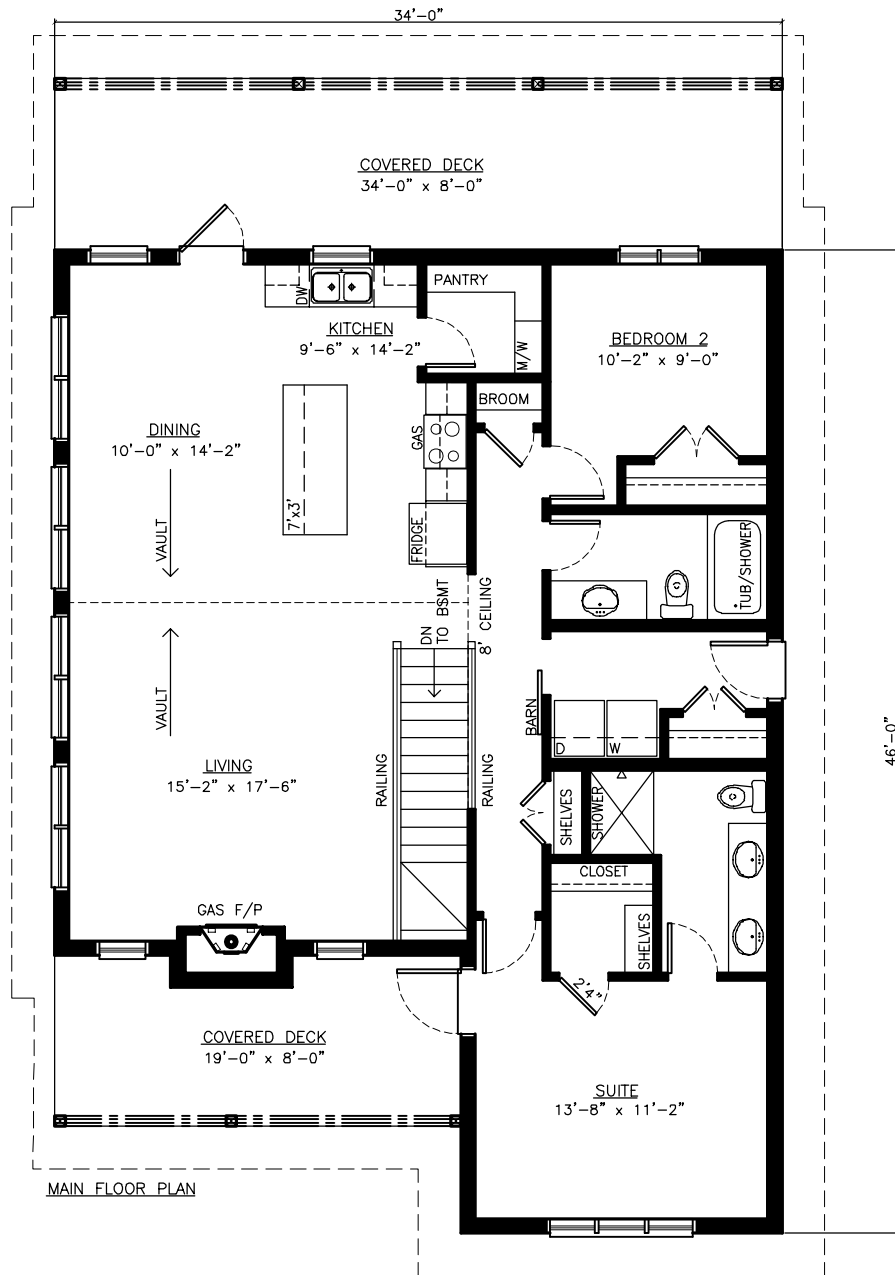 34'-0"
COVERED DECK
34'-0" x 8'-0"
PANTRY
DW
KITCHEN
9'-6" x 14'-2"
M/W
BEDROOM 2
10'-2" x 9'-0"
BROOM
DINING
10'-0" x 14'-2"
GAS
7'x3'
FRIDGE
VAULT
TUB/SHOWER
DN
TO BSMT
8' CEILING
VAULT
BARN
D
W
46'-0"
LIVING
15'-2" x 17'-6"
RAILING
RAILING
SHELVES
SHOWER
CLOSET
GAS F/P
SHELVES
2'4"
COVERED DECK
19'-0" x 8'-0"
SUITE
13'-8" x 11'-2"
MAIN FLOOR PLAN